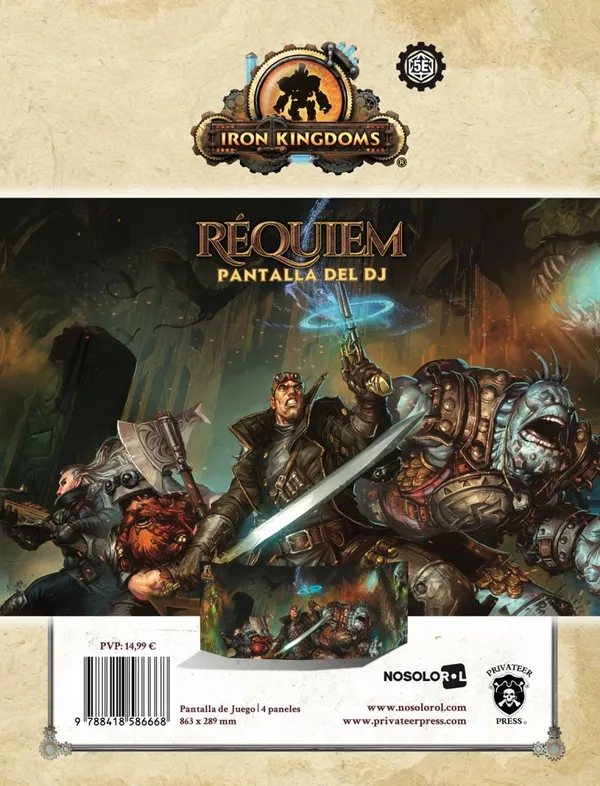 5E
IRON KINGDOMS
®
RÉQUIEM
PANTALLA DEL DJ
PVP: 14,99 €
9 788418 586668
Pantalla de Juego | 4 paneles
863 x 289 mm
NOSOLOROL
www.nosolorol.com
www.privateerpress.com
PRIVATEER
PRESS®